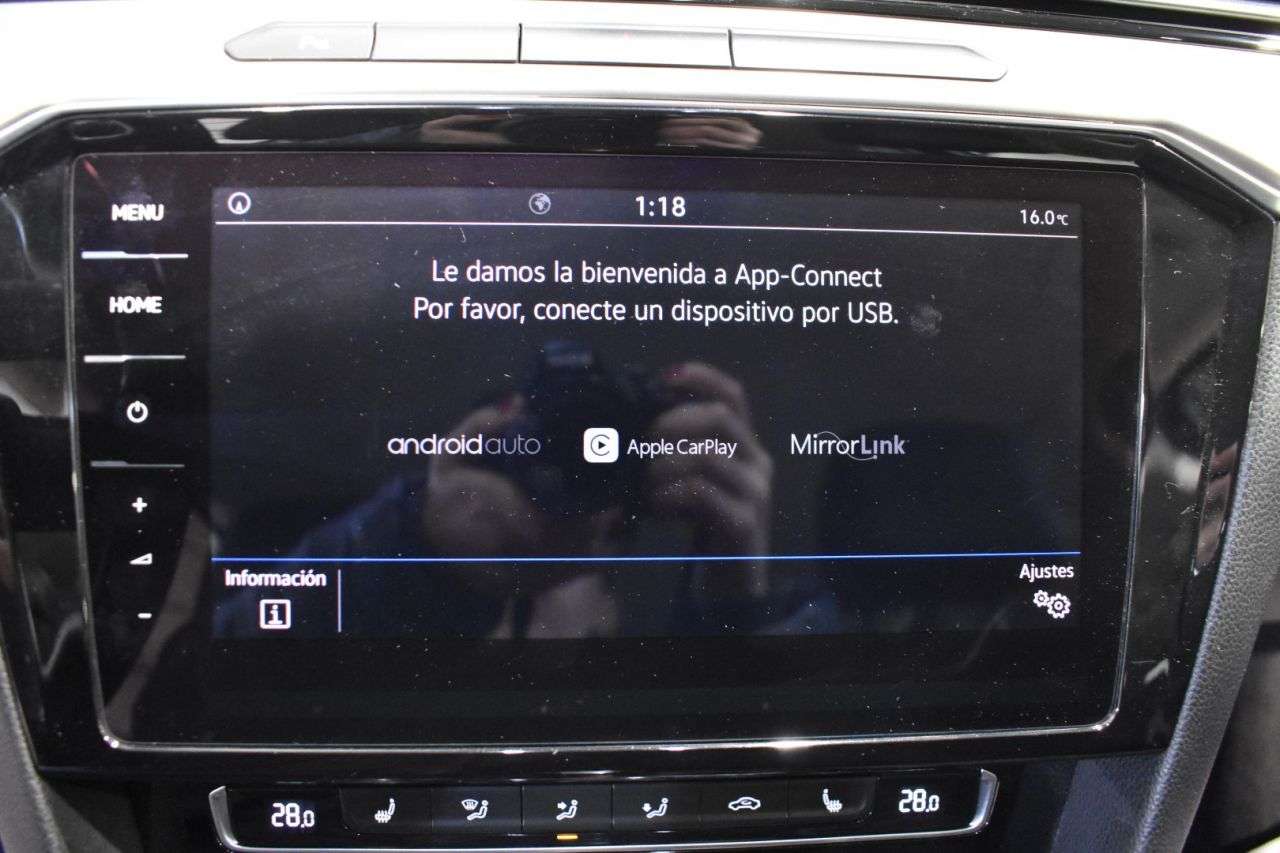 MENU
HOME
1:18
16.0°C
Le damos la bienvenida a App-Connect
Por favor, conecte un dispositivo por USB.
androidauto
Apple CarPlay
MirrorLink
Información
i
Ajustes
+
-
28.0
28.0